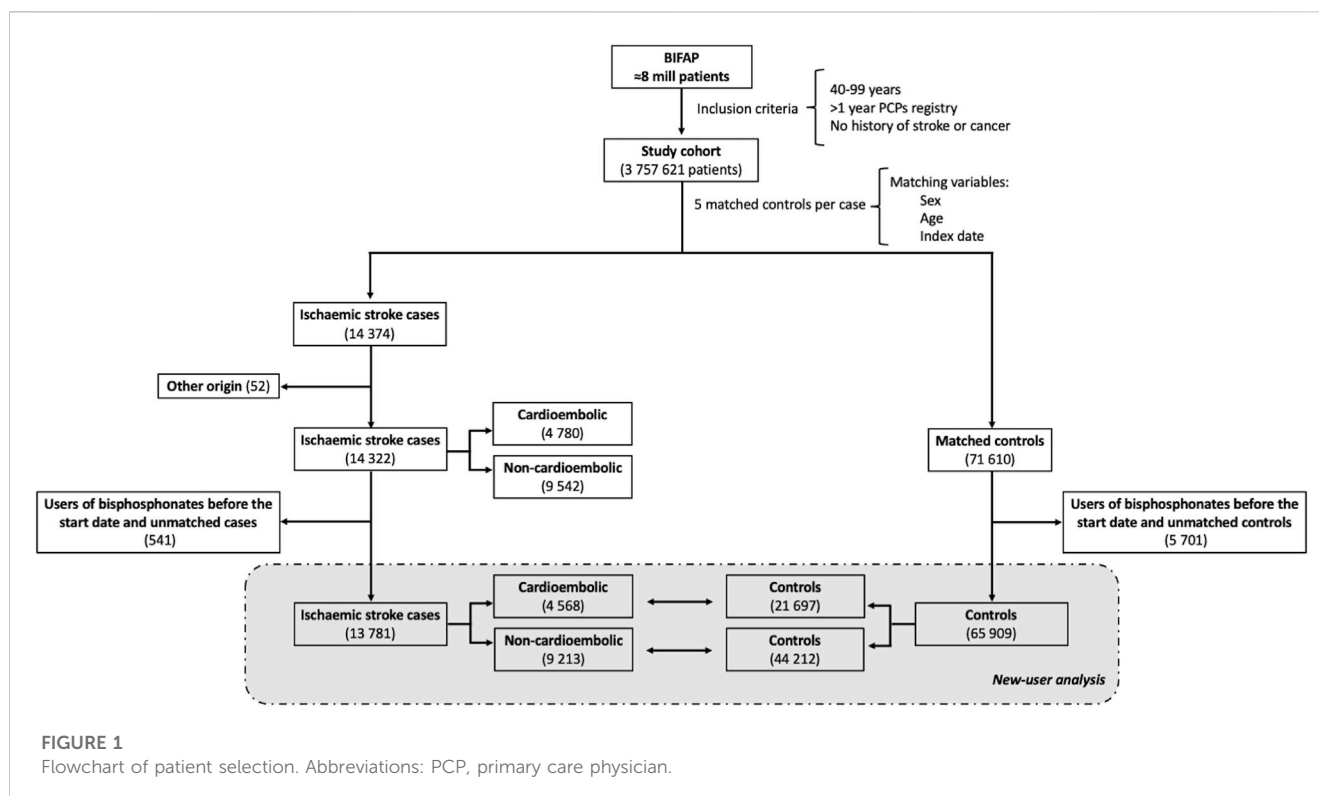 BIFAP
≈8 mill patients
Inclusion criteria
40-99 years
>1 year PCPs registry
No history of stroke or cancer
Study cohort
(3 757 621 patients)
5 matched controls per case
Matching variables:
Sex
Age
Index date
Ischaemic stroke cases
(14 374)
Other origin (52)
Ischaemic stroke cases
(14 322)
Cardioembolic
(4 780)
Non-cardioembolic
(9 542)
Matched controls
(71 610)
Users of bisphosphonates before the
start date and unmatched cases
(541)
Users of bisphosphonates before the
start date and unmatched controls
(5 701)
Ischaemic stroke cases
(13 781)
Cardioembolic
(4 568)
Non-cardioembolic
(9 213)
Controls
(21 697)
Controls
(44 212)
Controls
(65 909)
New-user analysis
FIGURE 1
Flowchart of patient selection. Abbreviations: PCP, primary care physician.